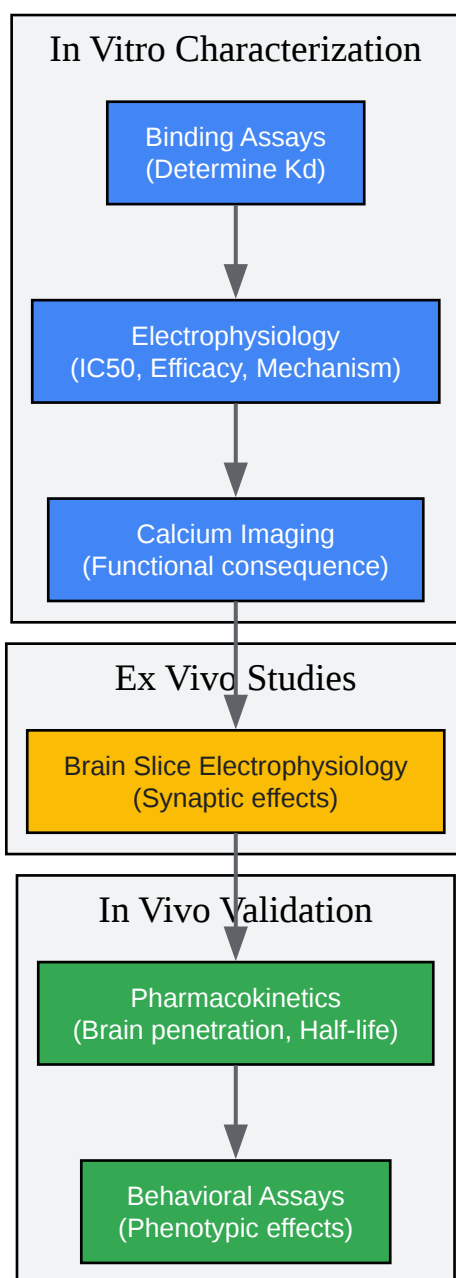 In Vitro Characterization
Binding Assays
(Determine Kd)
Electrophysiology
(IC50, Efficacy, Mechanism)
Calcium Imaging
(Functional consequence)
Ex Vivo Studies
Brain Slice Electrophysiology
(Synaptic effects)
In Vivo Validation
Pharmacokinetics
(Brain penetration, Half-life)
Behavioral Assays
(Phenotypic effects)